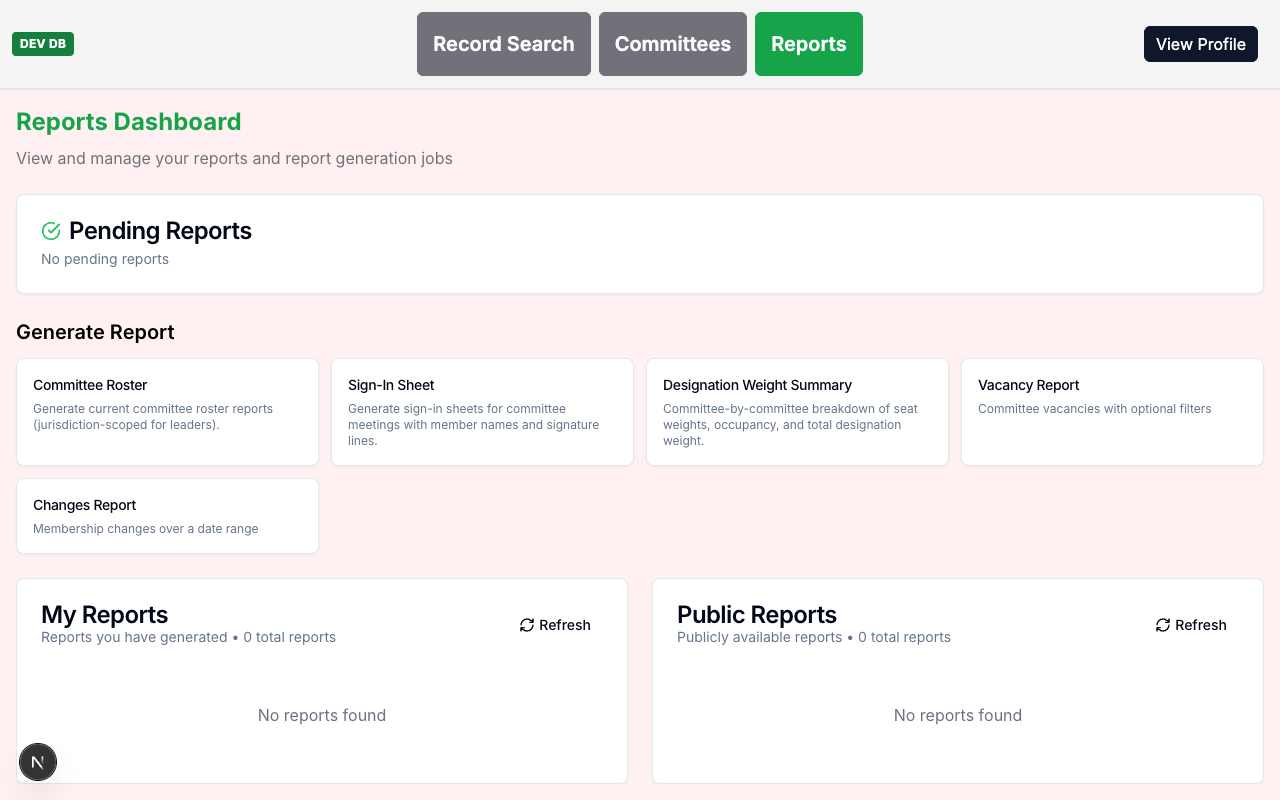 DEV DB
Record Search
Committees
Reports
View Profile
Reports Dashboard
View and manage your reports and report generation jobs
Pending Reports
No pending reports
Generate Report
Committee Roster
Generate current committee roster reports
(jurisdiction-scoped for leaders).
Sign-In Sheet
Generate sign-in sheets for committee
meetings with member names and signature
lines.
Designation Weight Summary
Committee-by-committee breakdown of seat
weights, occupancy, and total designation
weight.
Vacancy Report
Committee vacancies with optional filters
Changes Report
Membership changes over a date range
My Reports
Reports you have generated • 0 total reports
Refresh
No reports found
Public Reports
Publicly available reports • 0 total reports
Refresh
No reports found
N